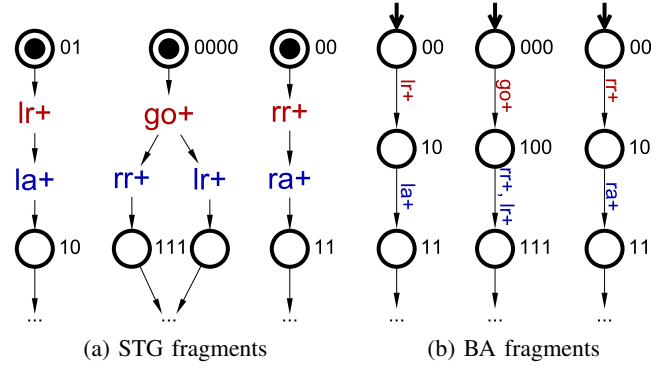 01 0000 00
lr+ go+ rr+
la+ rr+ lr+ ra+
10 111 11
... ... ...
(a) STG fragments
00 000 00
lr+ go+ rr+
10 100 10
la+ rr+, lr+ ra+
11 111 11
... ... ...
(b) BA fragments